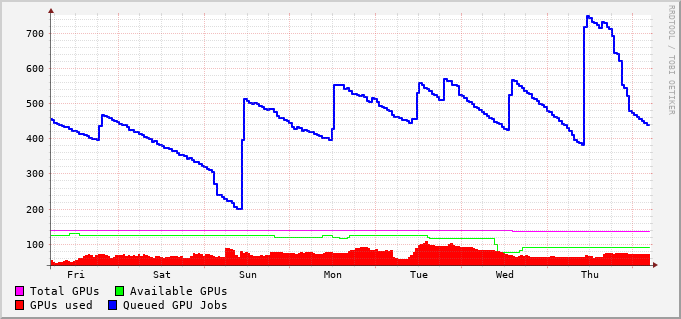 700
600
500
400
300
200
100
Fri Sat Sun Mon Tue Wed Thu
Total GPUs Available GPUs
GPUs used Queued GPU Jobs
RRDTOOL / TOBI OETIKER